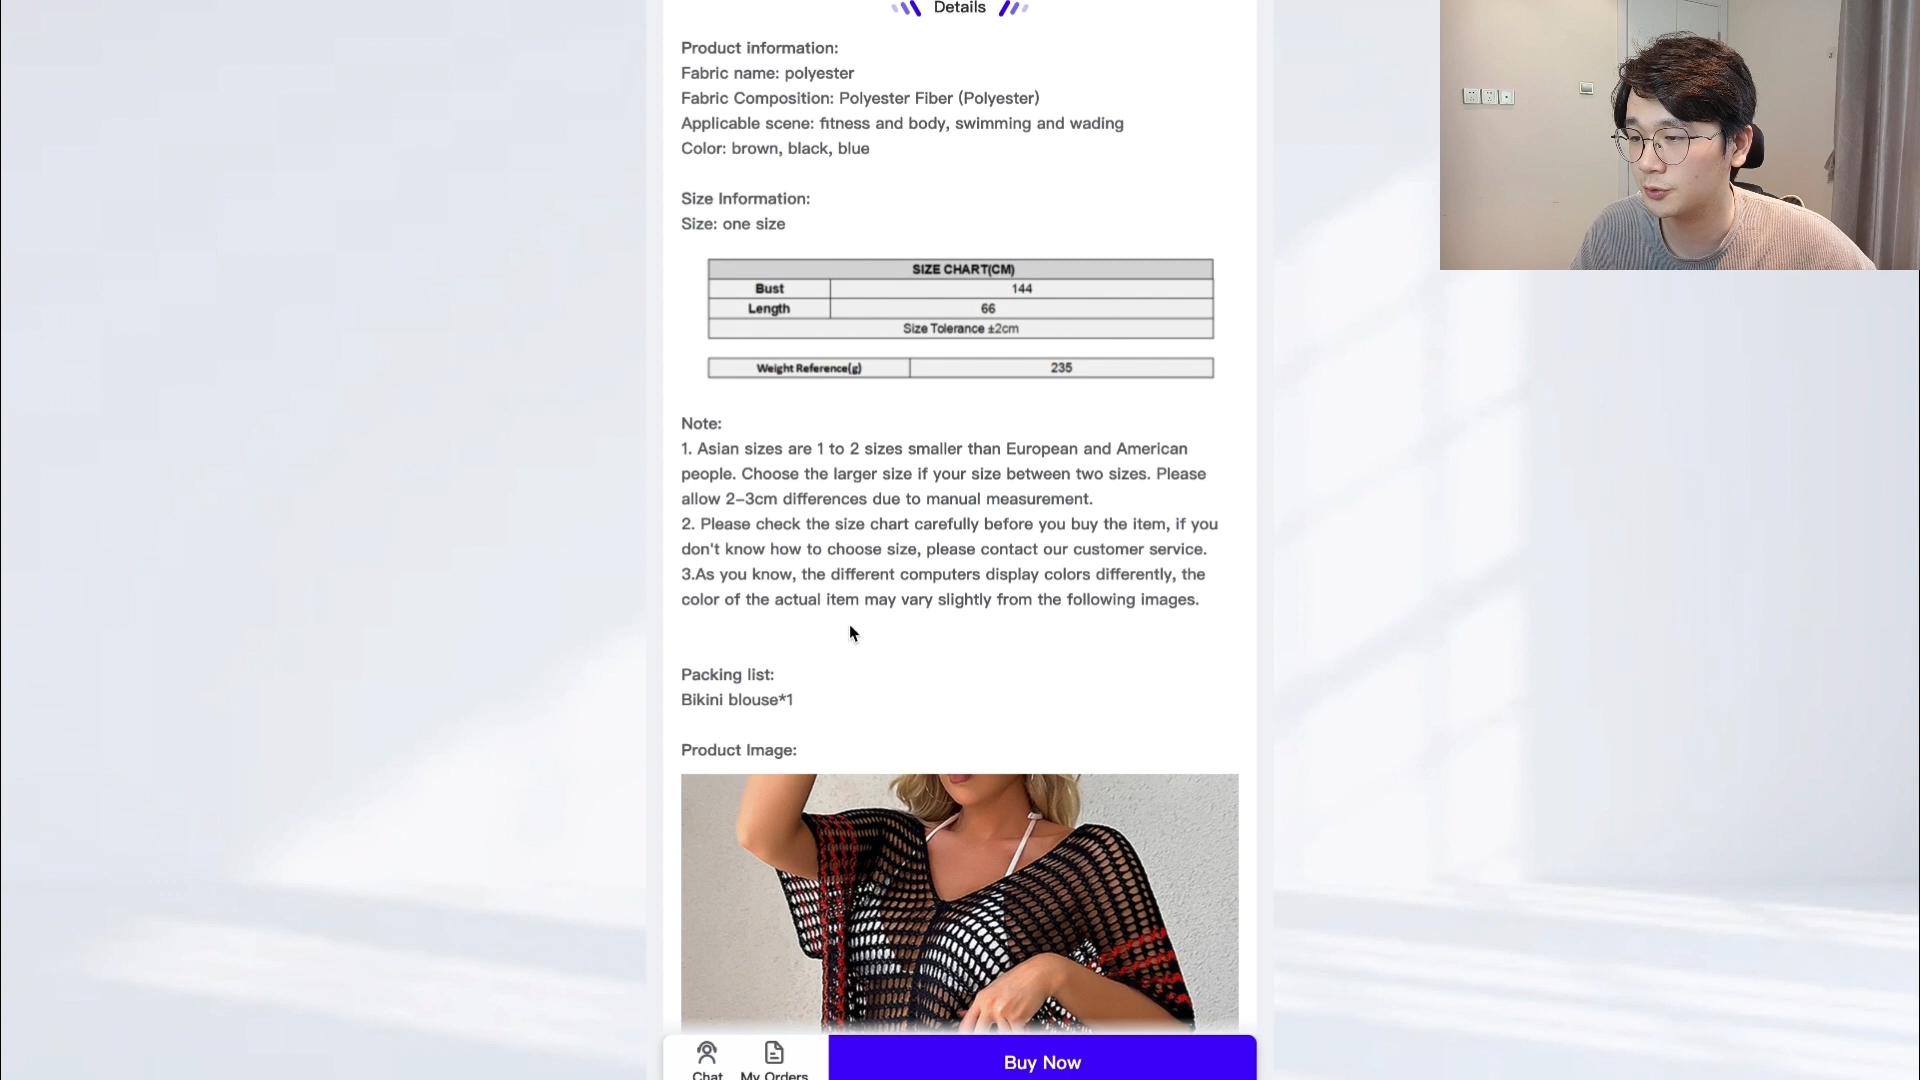 Details
Product information:
Fabric name: polyester
Fabric Composition: Polyester Fiber (Polyester)
Applicable scene: fitness and body, swimming and wading
Color: brown, black, blue
Size Information:
Size: one size
SIZE CHART(CM)
Bust 144
Length 66
Size Tolerance ±2cm
Weight Reference(g) 235
Note:
1. Asian sizes are 1 to 2 sizes smaller than European and American
people. Choose the larger size if your size between two sizes. Please
allow 2–3cm differences due to manual measurement.
2. Please check the size chart carefully before you buy the item, if you
don't know how to choose size, please contact our customer service.
3.As you know, the different computers display colors differently, the
color of the actual item may vary slightly from the following images.
Packing list:
Bikini blouse*1
Product Image:
Chat My Orders Buy Now